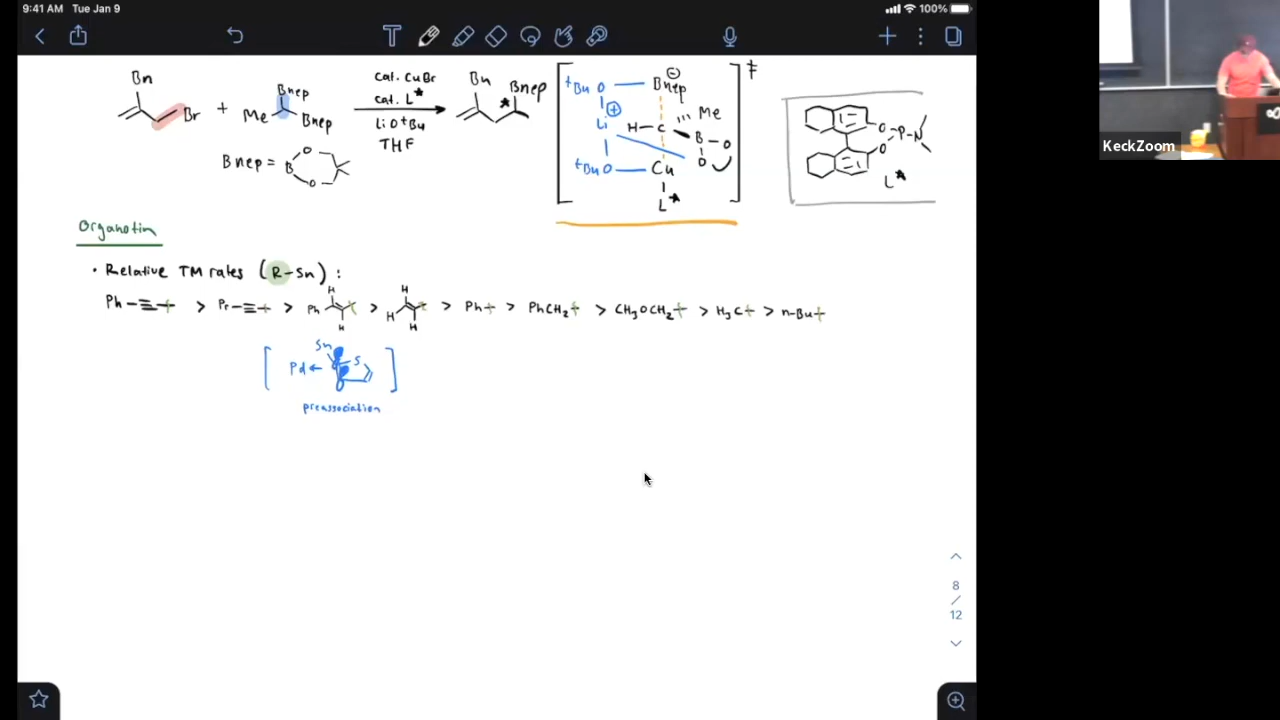 9:41 AM Tue Jan 9
100%
Bn
Br
+
Bnep
Me
Bnep
Cat. CuBr
Cat. L*
LiOtBu
THF
Bn
Bnep
*
tBuO
Bnep
⊖
‡
⊕
Li
H–C
Me
B–O
O
tBuO
Cu
L*
O
O
P–N
L*
Bnep =
B
O
O
Organotin
• Relative TM rates (R–Sn) :
Ph–≡ > Pr–≡ > Ph H H > H H H > Ph > PhCH2 > CH3OCH2 > H3C > n-Bu
Sn
Pd ← S
preassociation
8
/
12
KeckZoom